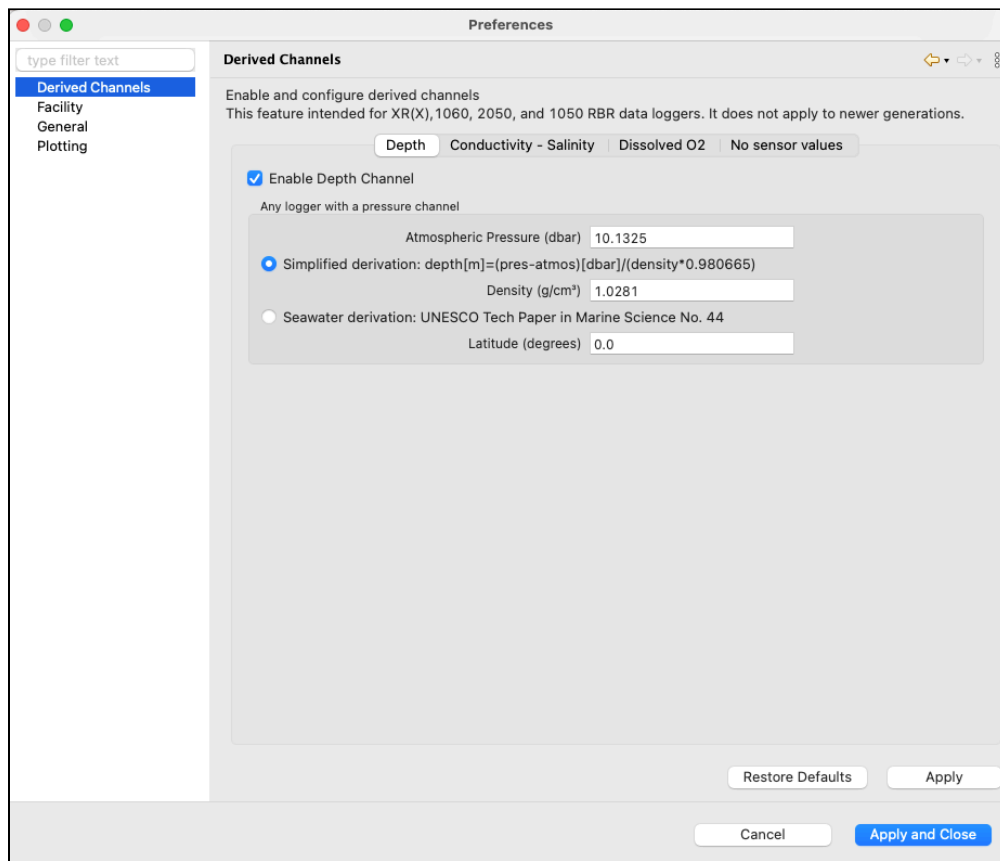 Preferences
type filter text
Derived Channels
Facility
General
Plotting
Derived Channels
Enable and configure derived channels
This feature intended for XR(X),1060, 2050, and 1050 RBR data loggers. It does not apply to newer generations.
Depth Conductivity - Salinity Dissolved O2 No sensor values
Enable Depth Channel
Any logger with a pressure channel
Atmospheric Pressure (dbar) 10.1325
Simplified derivation: depth[m]=(pres-atmos)[dbar]/(density*0.980665)
Density (g/cm³) 1.0281
Seawater derivation: UNESCO Tech Paper in Marine Science No. 44
Latitude (degrees) 0.0
Restore Defaults Apply
Cancel Apply and Close